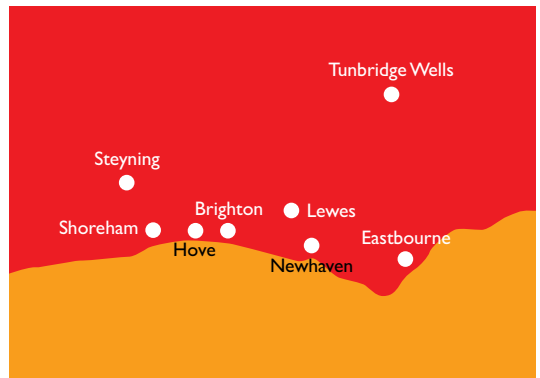 Tunbridge Wells
Steyning
Brighton
Lewes
Shoreham
Hove
Eastbourne
Newhaven